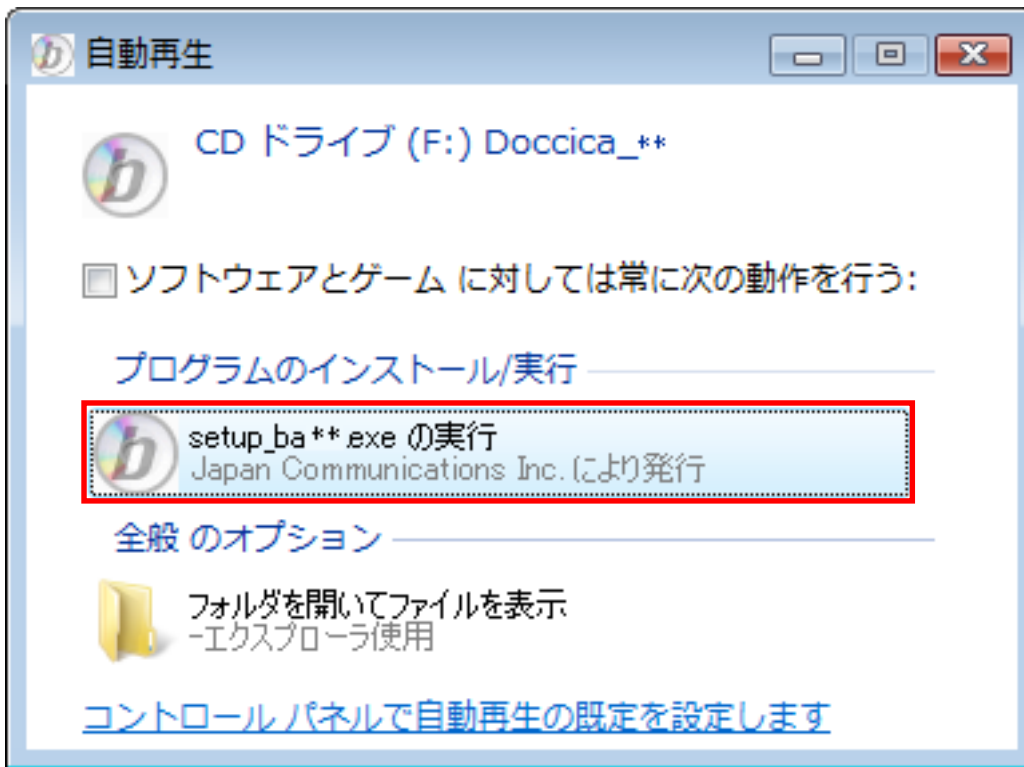 自動再生
CD ドライブ (F:) Doccica_**
ソフトウェアとゲーム に対しては常に次の動作を行う:
プログラムのインストール/実行
setup_ba**.exe の実行
Japan Communications Inc. により発行
全般 のオプション
フォルダを開いてファイルを表示
-エクスプローラ使用
コントロール パネルで自動再生の既定を設定します